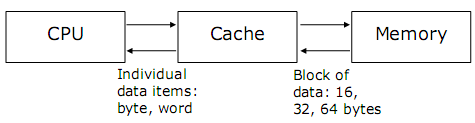 CPU
Cache
Memory
Individual
data items:
byte, word
Block of
data: 16,
32, 64 bytes